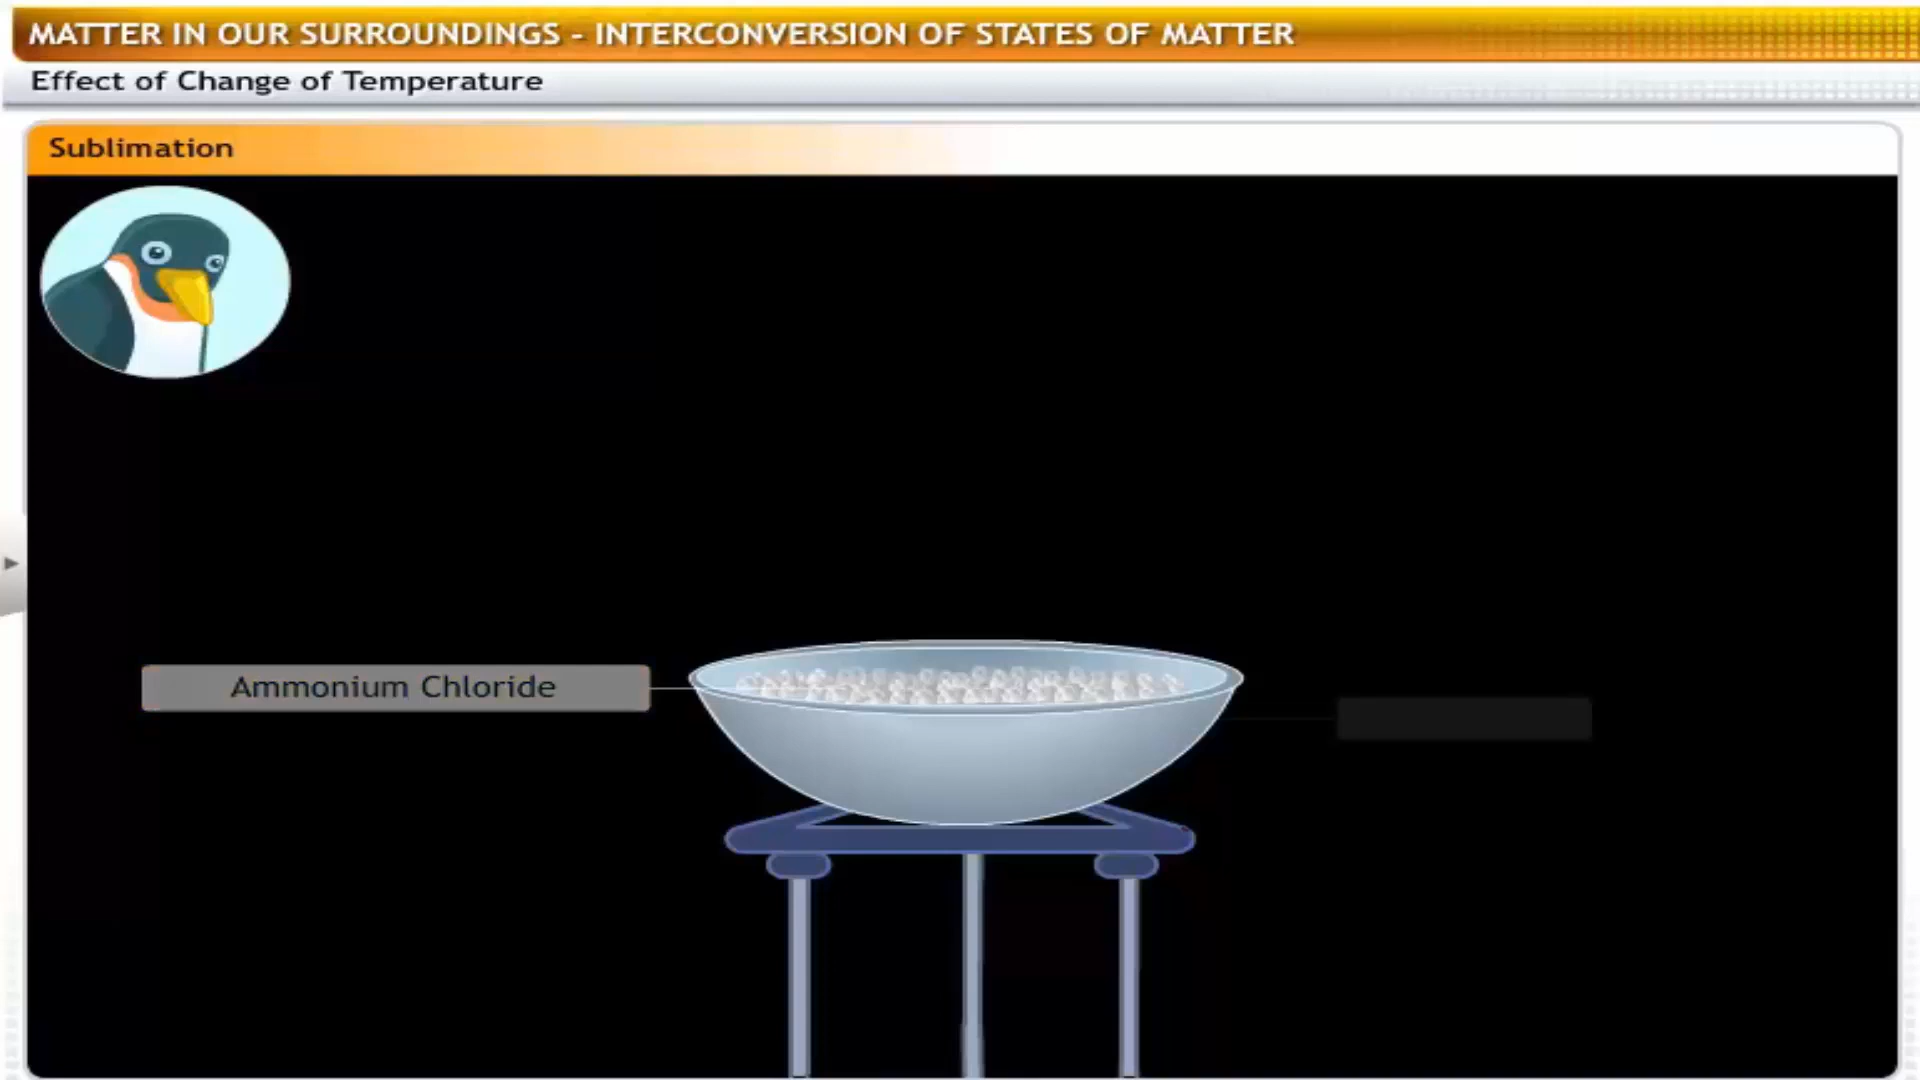 MATTER IN OUR SURROUNDINGS - INTERCONVERSION OF STATES OF MATTER
Effect of Change of Temperature
Sublimation
Ammonium Chloride